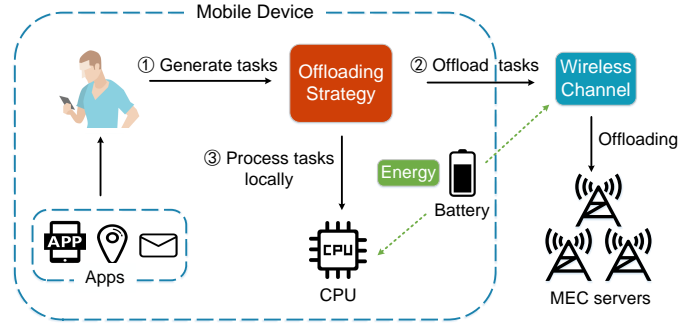 Mobile Device
① Generate tasks
Offloading
Strategy
② Offload tasks
Wireless
Channel
③ Process tasks
locally
Energy
Offloading
Battery
APP
Apps
CPU
CPU
MEC servers